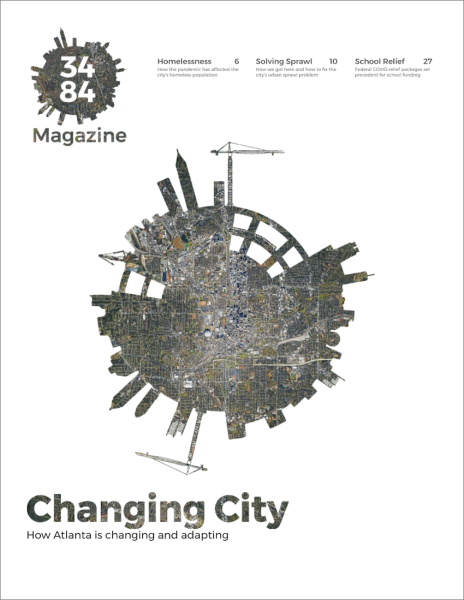 34
84
Magazine
Homelessness 6
How the pandemic has affected the
city's homeless population
Solving Sprawl 10
How we got here and how to fix the
city's urban sprawl problem
School Relief 27
Federal COVID relief packages set
precedent for school funding
Changing City
How Atlanta is changing and adapting